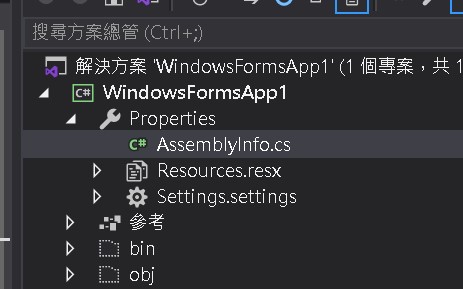 搜尋方案總管 (Ctrl+;)
解決方案 'WindowsFormsApp1' (1 個專案，共 1
C# WindowsFormsApp1
Properties
C# AssemblyInfo.cs
Resources.resx
Settings.settings
參考
bin
obj